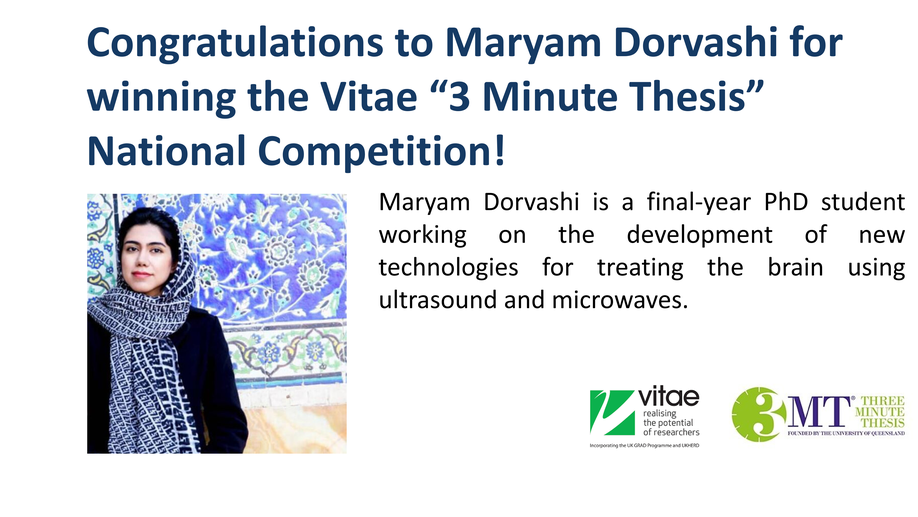 Congratulations to Maryam Dorvashi for
winning the Vitae “3 Minute Thesis”
National Competition!
Maryam Dorvashi is a final-year PhD student
working on the development of new
technologies for treating the brain using
ultrasound and microwaves.
vitae
realising
the potential
of researchers
Incorporating the UK GRAD Programme and UKHERD
3MT® THREE
MINUTE
THESIS
FOUNDED BY THE UNIVERSITY OF QUEENSLAND